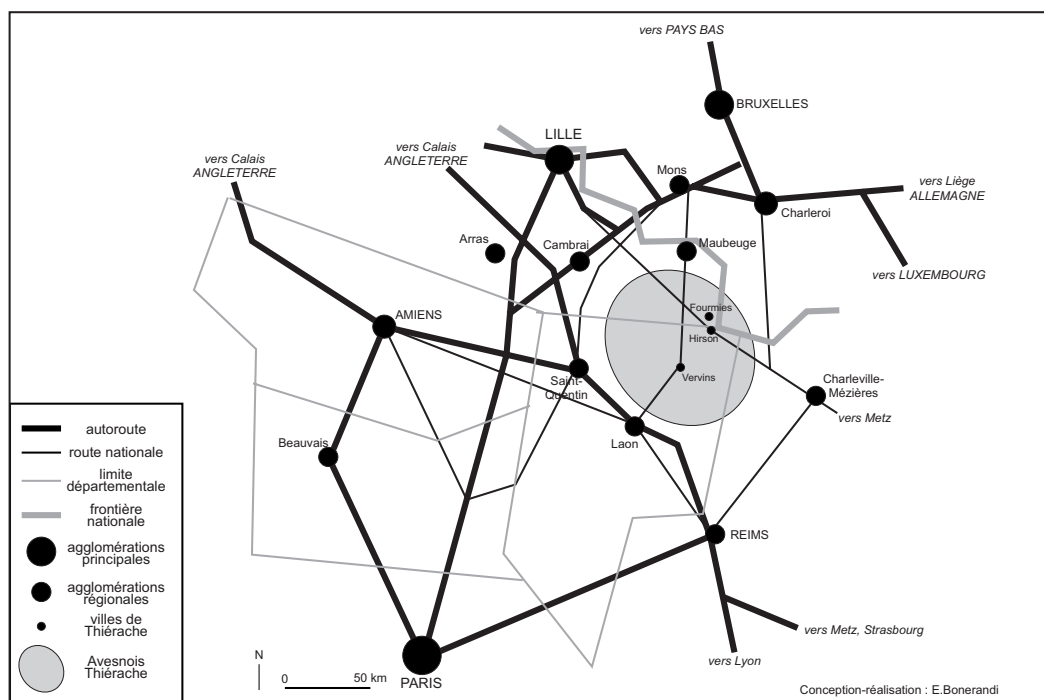 vers PAYS BAS
BRUXELLES
LILLE
vers Calais
ANGLETERRE
vers Calais
ANGLETERRE
Mons
vers Liège
ALLEMAGNE
Charleroi
Arras
Cambrai
Maubeuge
vers LUXEMBOURG
Fourmies
Hirson
AMIENS
Saint-
Quentin
Vervins
Charleville-
Mézières
vers Metz
Laon
Beauvais
REIMS
vers Metz, Strasbourg
vers Lyon
PARIS
autoroute
route nationale
limite
départementale
frontière
nationale
agglomérations
principales
agglomérations
régionales
villes de
Thiérache
Avesnois
Thiérache
N
0 50 km
Conception-réalisation : E.Bonerandi